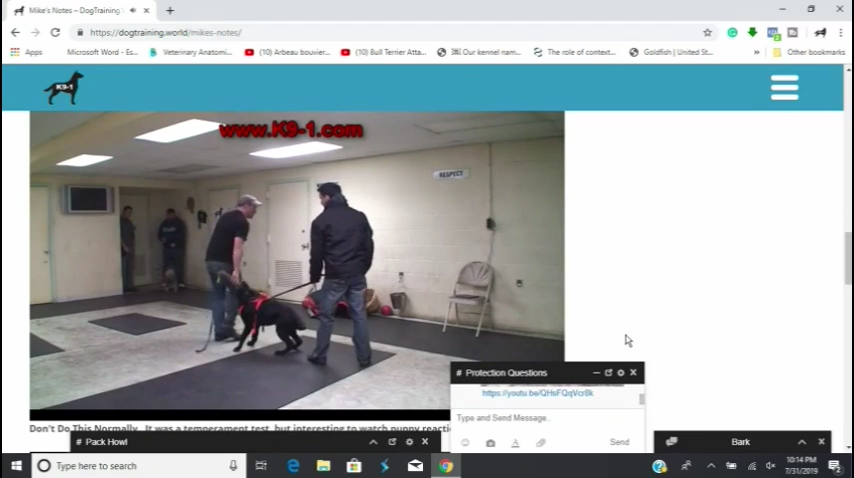 Mike's Notes – DogTraining
https://dogtraining.world/mikes-notes/
Apps Microsoft Word - Es... Veterinary Anatomi... (10) Arbeau bouvier... (10) Bull Terrier Atta... Our kennel nam... The role of context... Goldfish | United St... » Other bookmarks
K9-1
www.K9-1.com
RESPECT
# Protection Questions
https://youtu.be/QHsFQqVcr8k
Type and Send Message..
Send
Don't Do This Normally. It was a temperament test, but interesting to watch puppy reacti
# Pack Howl
Bark
Type here to search
10:14 PM
7/31/2019
2